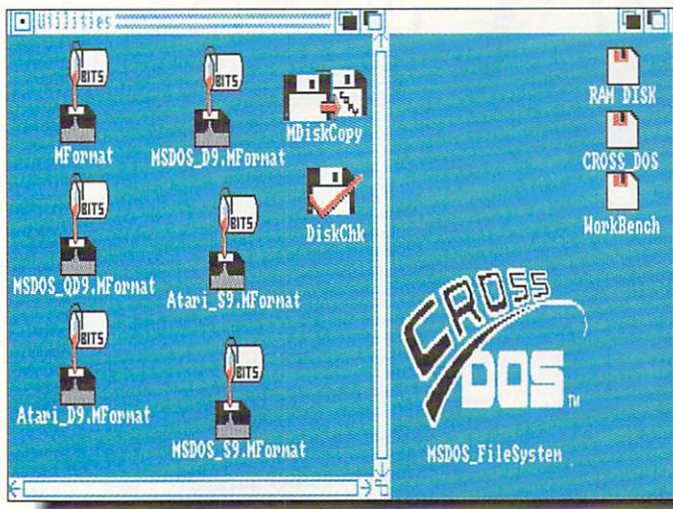 Utilities
BITS
BITS
COPY
MFormat
MSDOS_D9.MFormat
MDiskCopy
BITS
BITS
DiskChk
MSDOS_QD9.MFormat
Atari_S9.MFormat
BITS
BITS
Atari_D9.MFormat
MSDOS_S9.MFormat
RAM DISK
CROSS_DOS
WorkBench
CROSS
DOS TM
MSDOS_FileSystem